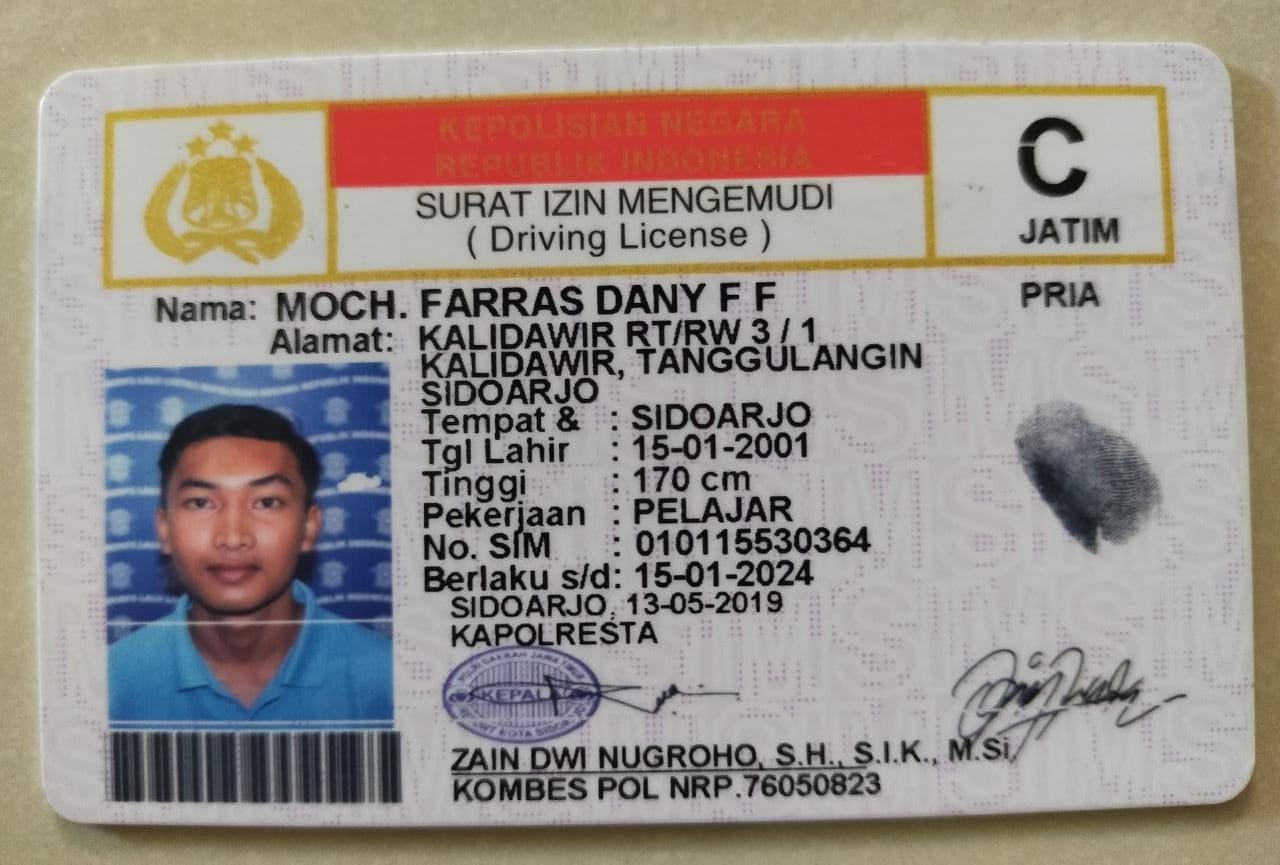 KEPOLISIAN NEGARA
REPUBLIK INDONESIA
SURAT IZIN MENGEMUDI
( Driving License )
C
JATIM
PRIA
Nama: MOCH. FARRAS DANY F F
Alamat: KALIDAWIR RT/RW 3 / 1
KALIDAWIR, TANGGULANGIN
SIDOARJO
Tempat & : SIDOARJO
Tgl Lahir : 15-01-2001
Tinggi : 170 cm
Pekerjaan : PELAJAR
No. SIM : 010115530364
Berlaku s/d: 15-01-2024
SIDOARJO, 13-05-2019
KAPOLRESTA
KEPALA
ZAIN DWI NUGROHO, S.H., S.I.K., M.Si
KOMBES POL NRP.76050823